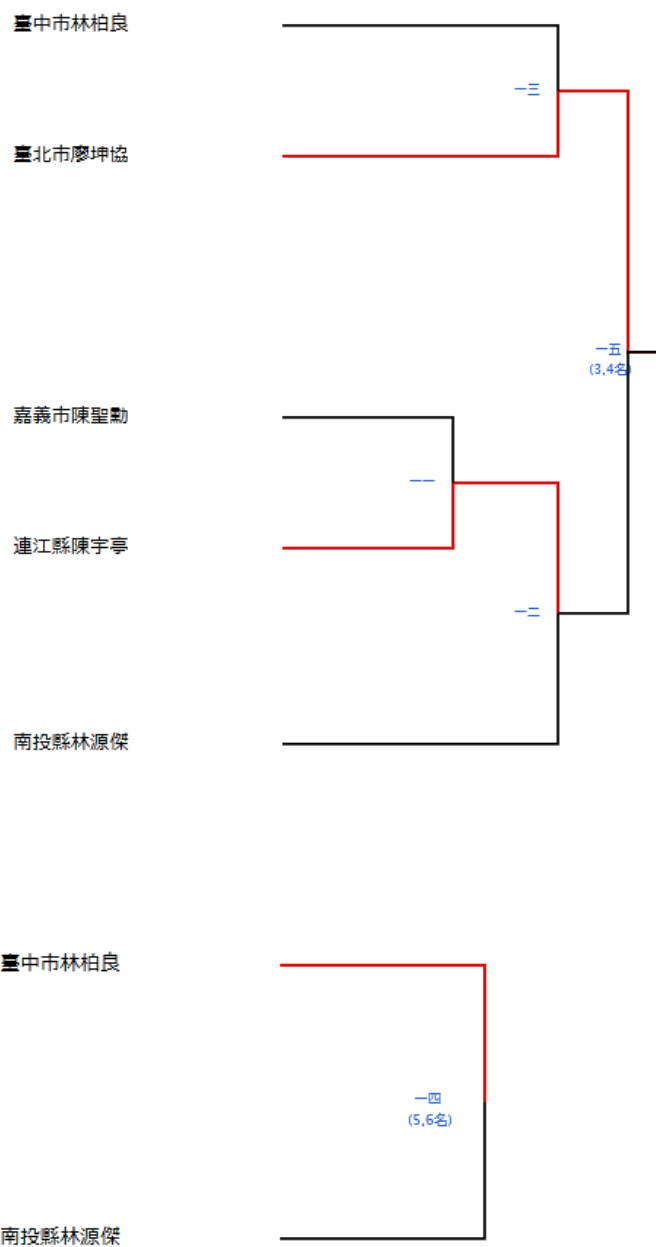 臺中市林柏良
一三
臺北市廖坤協
一五
(3,4名)
嘉義市陳聖勳
一一
連江縣陳宇亭
一二
南投縣林源傑
臺中市林柏良
一四
(5,6名)
南投縣林源傑